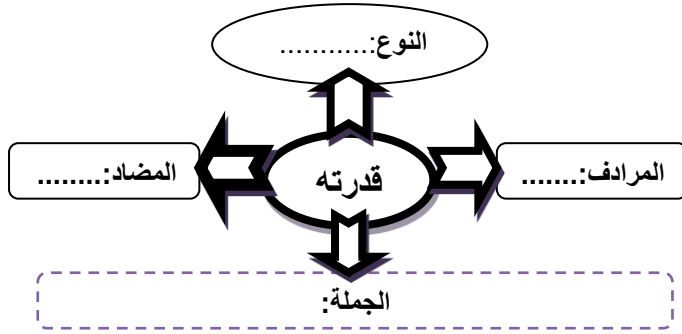 النوع:...........
المرادف:.......
قدرته
المضاد:........
الجملة: